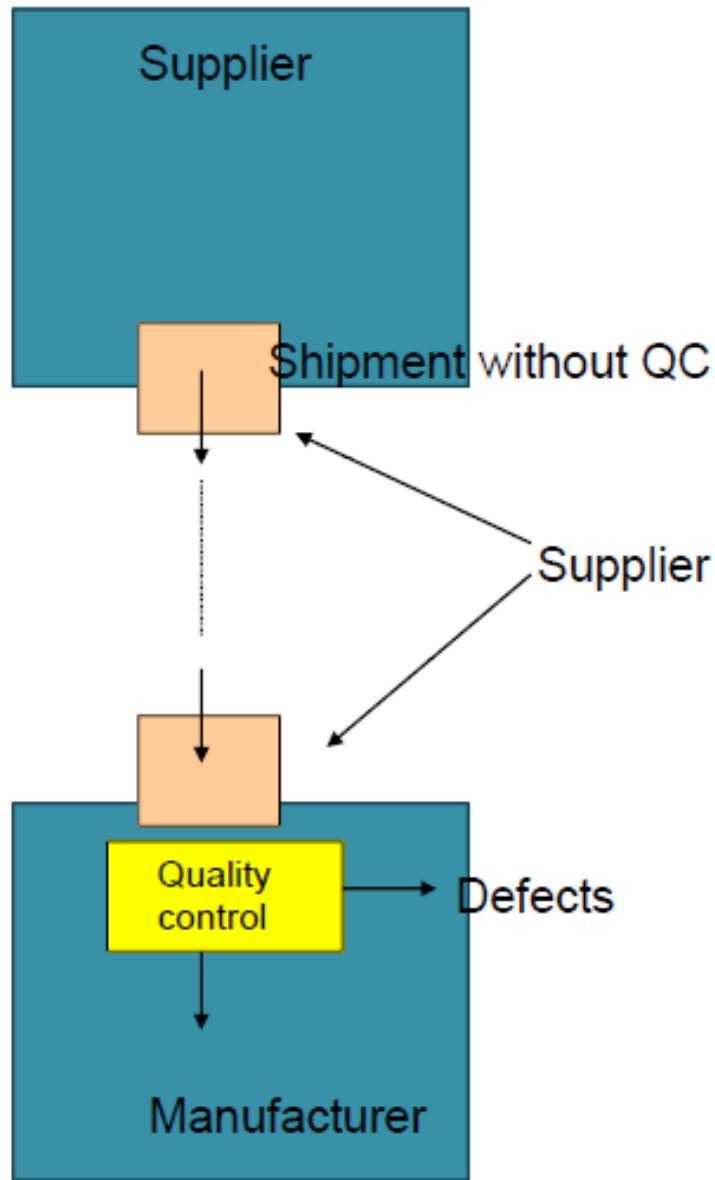 Supplier
Shipment without QC
Supplier
Quality
control
Defects
Manufacturer